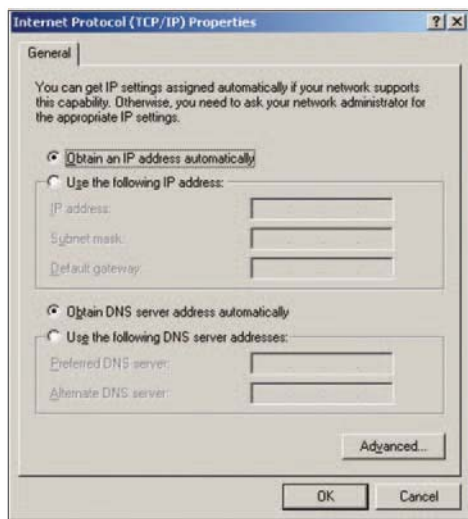 Internet Protocol (TCP/IP) Properties
General
You can get IP settings assigned automatically if your network supports
this capability. Otherwise, you need to ask your network administrator for
the appropriate IP settings.
Obtain an IP address automatically
Use the following IP address:
IP address:
Subnet mask:
Default gateway:
Obtain DNS server address automatically
Use the following DNS server addresses:
Preferred DNS server:
Alternate DNS server:
Advanced...
OK Cancel